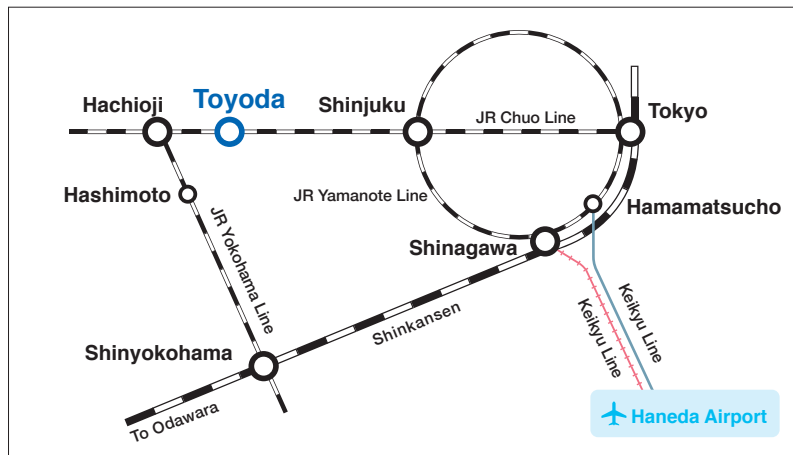 Hachioji
Toyoda
Shinjuku
JR Chuo Line
Tokyo
Hashimoto
JR Yamanote Line
Hamamatsucho
JR Yokohama Line
Shinagawa
Shinyokohama
Shinkansen
Keikyu Line
Keikyu Line
To Odawara
Haneda Airport